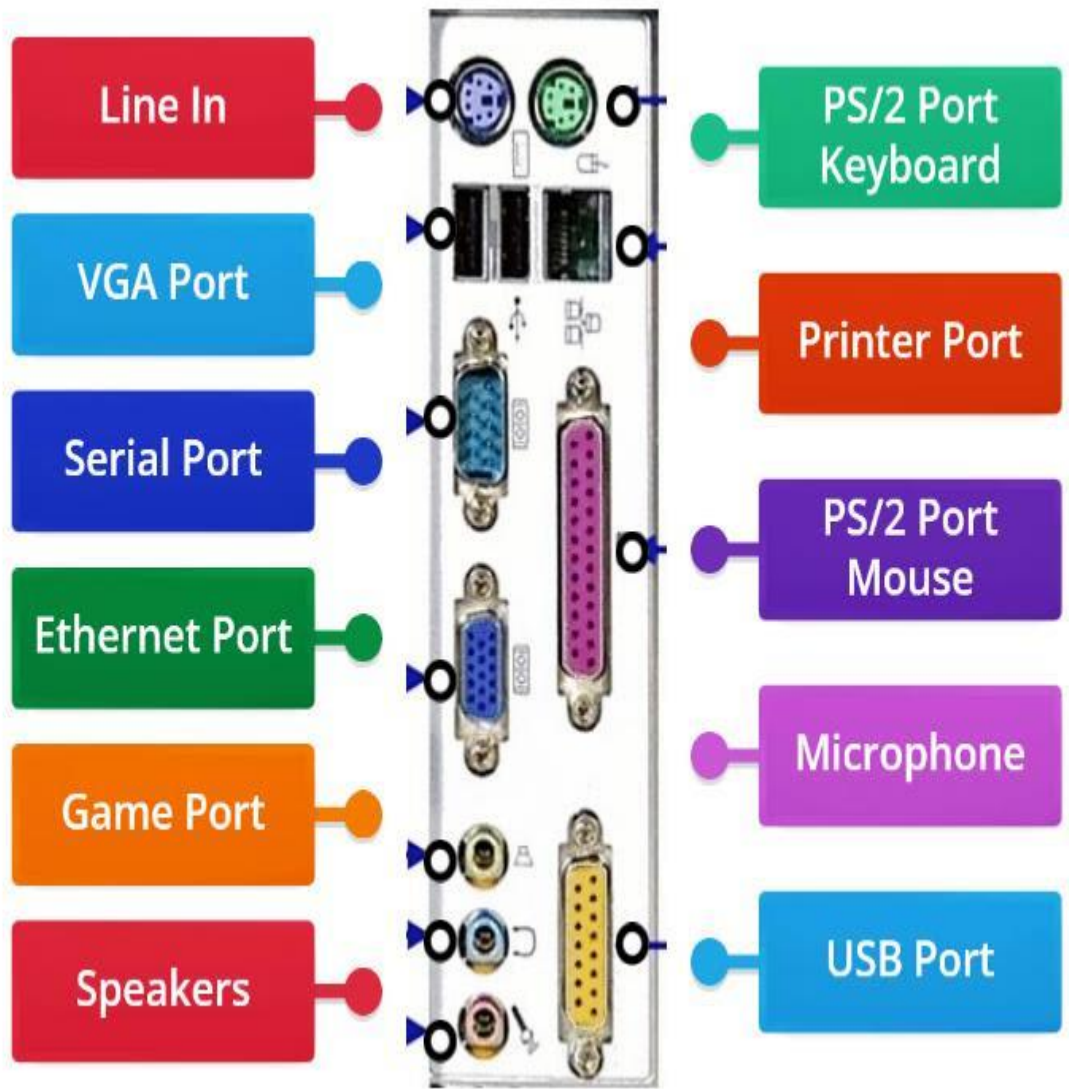 Line In
VGA Port
Serial Port
Ethernet Port
Game Port
Speakers
PS/2 Port
Keyboard
Printer Port
PS/2 Port
Mouse
Microphone
USB Port